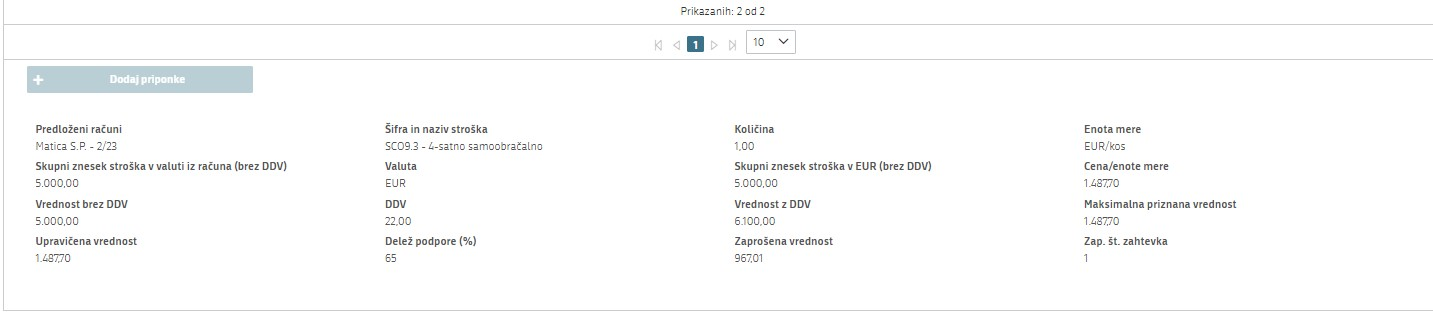 Prikazanih: 2 od 2
1 10
Dodaj priponke
Predloženi računi Šifra in naziv stroška Količina Enota mere
Matica S.P. - 2/23 SCO9.3 - 4-satno samoobračalno 1,00 EUR/kos
Skupni znesek stroška v valuti iz računa (brez DDV) Valuta Skupni znesek stroška v EUR (brez DDV) Cena/enote mere
5.000,00 EUR 5.000,00 1.487,70
Vrednost brez DDV DDV Vrednost z DDV Maksimalna priznana vrednost
5.000,00 22,00 6.100,00 1.487,70
Upravičena vrednost Delež podpore (%) Zaprošena vrednost Zap. št. zahtevka
1.487,70 65 967,01 1